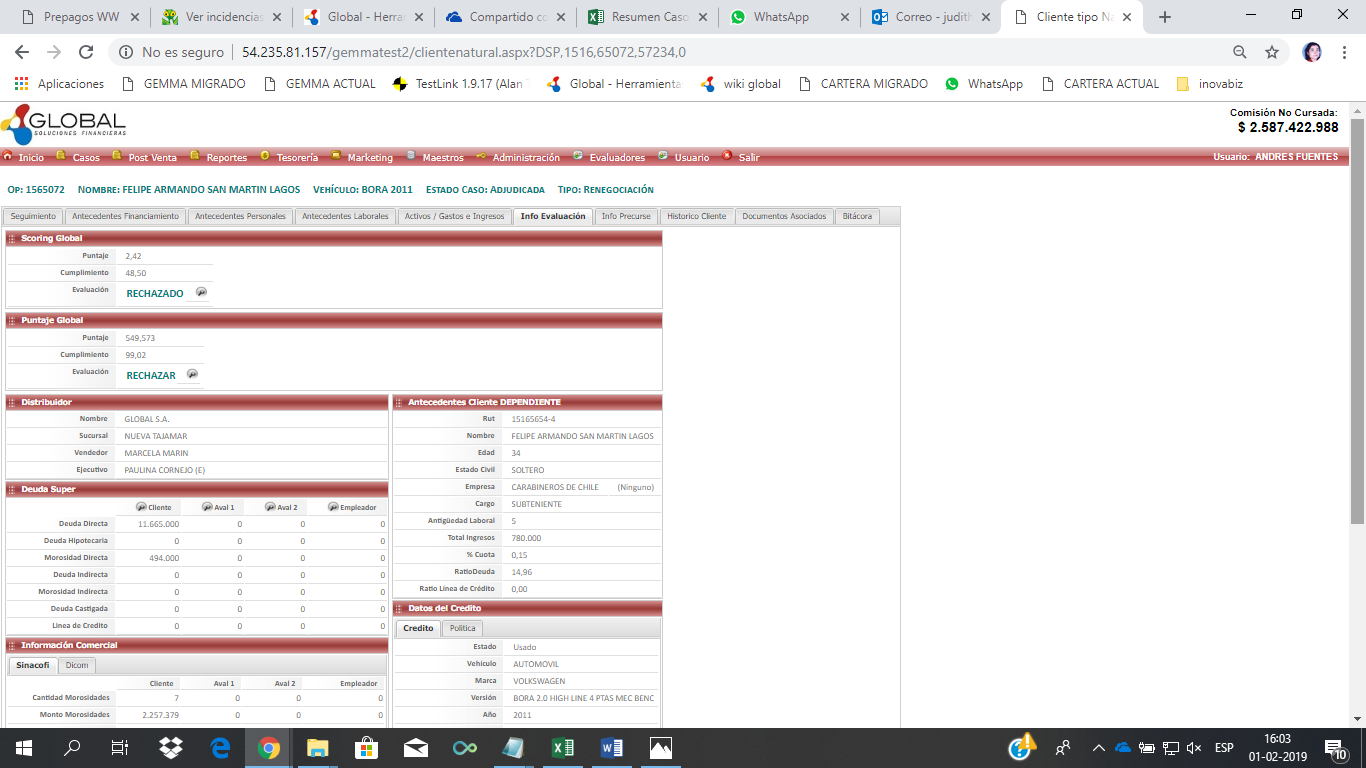 Prepagos WW
Ver incidencias
Global - Herra
Compartido co
Resumen Caso
WhatsApp
Correo - judith
Cliente tipo Na
No es seguro
54.235.81.157/gemmatest2/clientenatural.aspx?DSP,1516,65072,57234,0
Aplicaciones
GEMMA MIGRADO
GEMMA ACTUAL
TestLink 1.9.17 (Alan
Global - Herramienta
wiki global
CARTERA MIGRADO
WhatsApp
CARTERA ACTUAL
inovabiz
GLOBAL
SOLUCIONES FINANCIERAS
Comisión No Cursada:
$ 2.587.422.988
Inicio
Casos
Post Venta
Reportes
Tesorería
Marketing
Maestros
Administración
Evaluadores
Usuario
Salir
Usuario: ANDRES FUENTES
OP: 1565072 NOMBRE: FELIPE ARMANDO SAN MARTIN LAGOS VEHÍCULO: BORA 2011 ESTADO CASO: ADJUDICADA TIPO: RENEGOCIACIÓN
Seguimiento
Antecedentes Financiamiento
Antecedentes Personales
Antecedentes Laborales
Activos / Gastos e Ingresos
Info Evaluación
Info Precurse
Historico Cliente
Documentos Asociados
Bitácora
Scoring Global
Puntaje 2,42
Cumplimiento 48,50
Evaluación RECHAZADO
Puntaje Global
Puntaje 549,573
Cumplimiento 99,02
Evaluación RECHAZAR
Distribuidor
Nombre GLOBAL S.A.
Sucursal NUEVA TAJAMAR
Vendedor MARCELA MARIN
Ejecutivo PAULINA CORNEJO (E)
Deuda Super
Cliente Aval 1 Aval 2 Empleador
Deuda Directa 11.665.000 0 0 0
Deuda Hipotecaria 0 0 0 0
Morosidad Directa 494.000 0 0 0
Deuda Indirecta 0 0 0 0
Morosidad Indirecta 0 0 0 0
Deuda Castigada 0 0 0 0
Linea de Credito 0 0 0 0
Información Comercial
Sinacofi
Dicom
Cliente Aval 1 Aval 2 Empleador
Cantidad Morosidades 7 0 0 0
Monto Morosidades 2.257.379 0 0 0
Antecedentes Cliente DEPENDIENTE
Rut 15165654-4
Nombre FELIPE ARMANDO SAN MARTIN LAGOS
Edad 34
Estado Civil SOLTERO
Empresa CARABINEROS DE CHILE (Ninguno)
Cargo SUBTENIENTE
Antigüedad Laboral 5
Total Ingresos 780.000
% Cuota 0,15
RatioDeuda 14,96
Ratio Línea de Crédito 0,00
Datos del Credito
Credito
Politica
Estado Usado
Vehículo AUTOMOVIL
Marca VOLKSWAGEN
Versión BORA 2.0 HIGH LINE 4 PTAS MEC BENC
Año 2011
ESP
16:03
01-02-2019
10